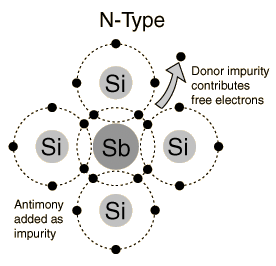 N-Type
Si
Donor impurity
contributes
free electrons
Si
Sb
Si
Antimony
added as
impurity
Si